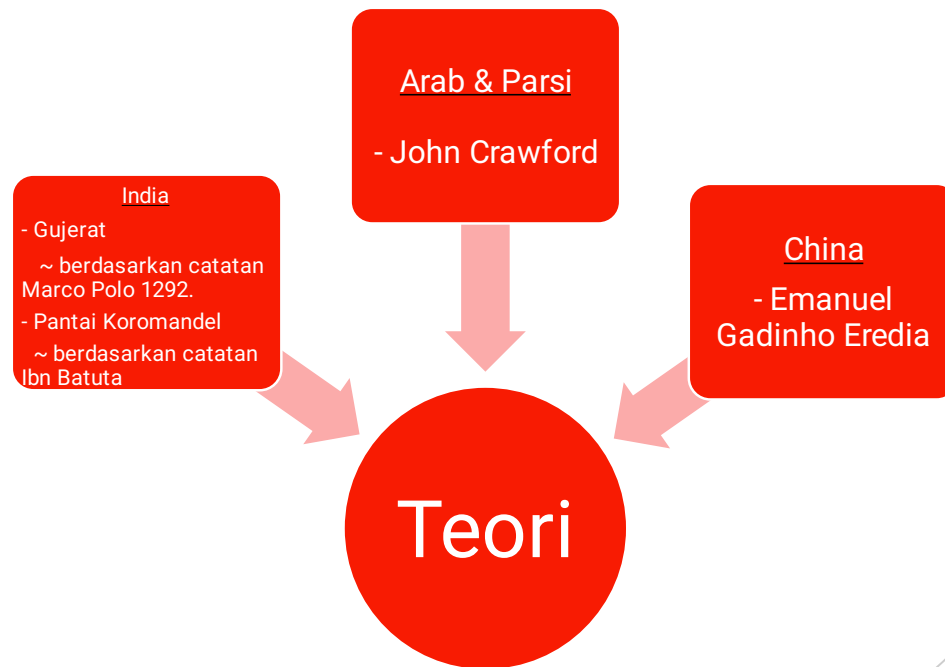 Arab & Parsi
- John Crawford
India
- Gujerat
~ berdasarkan catatan
Marco Polo 1292.
- Pantai Koromandel
~ berdasarkan catatan
Ibn Batuta
China
- Emanuel
Gadinho Eredia
Teori